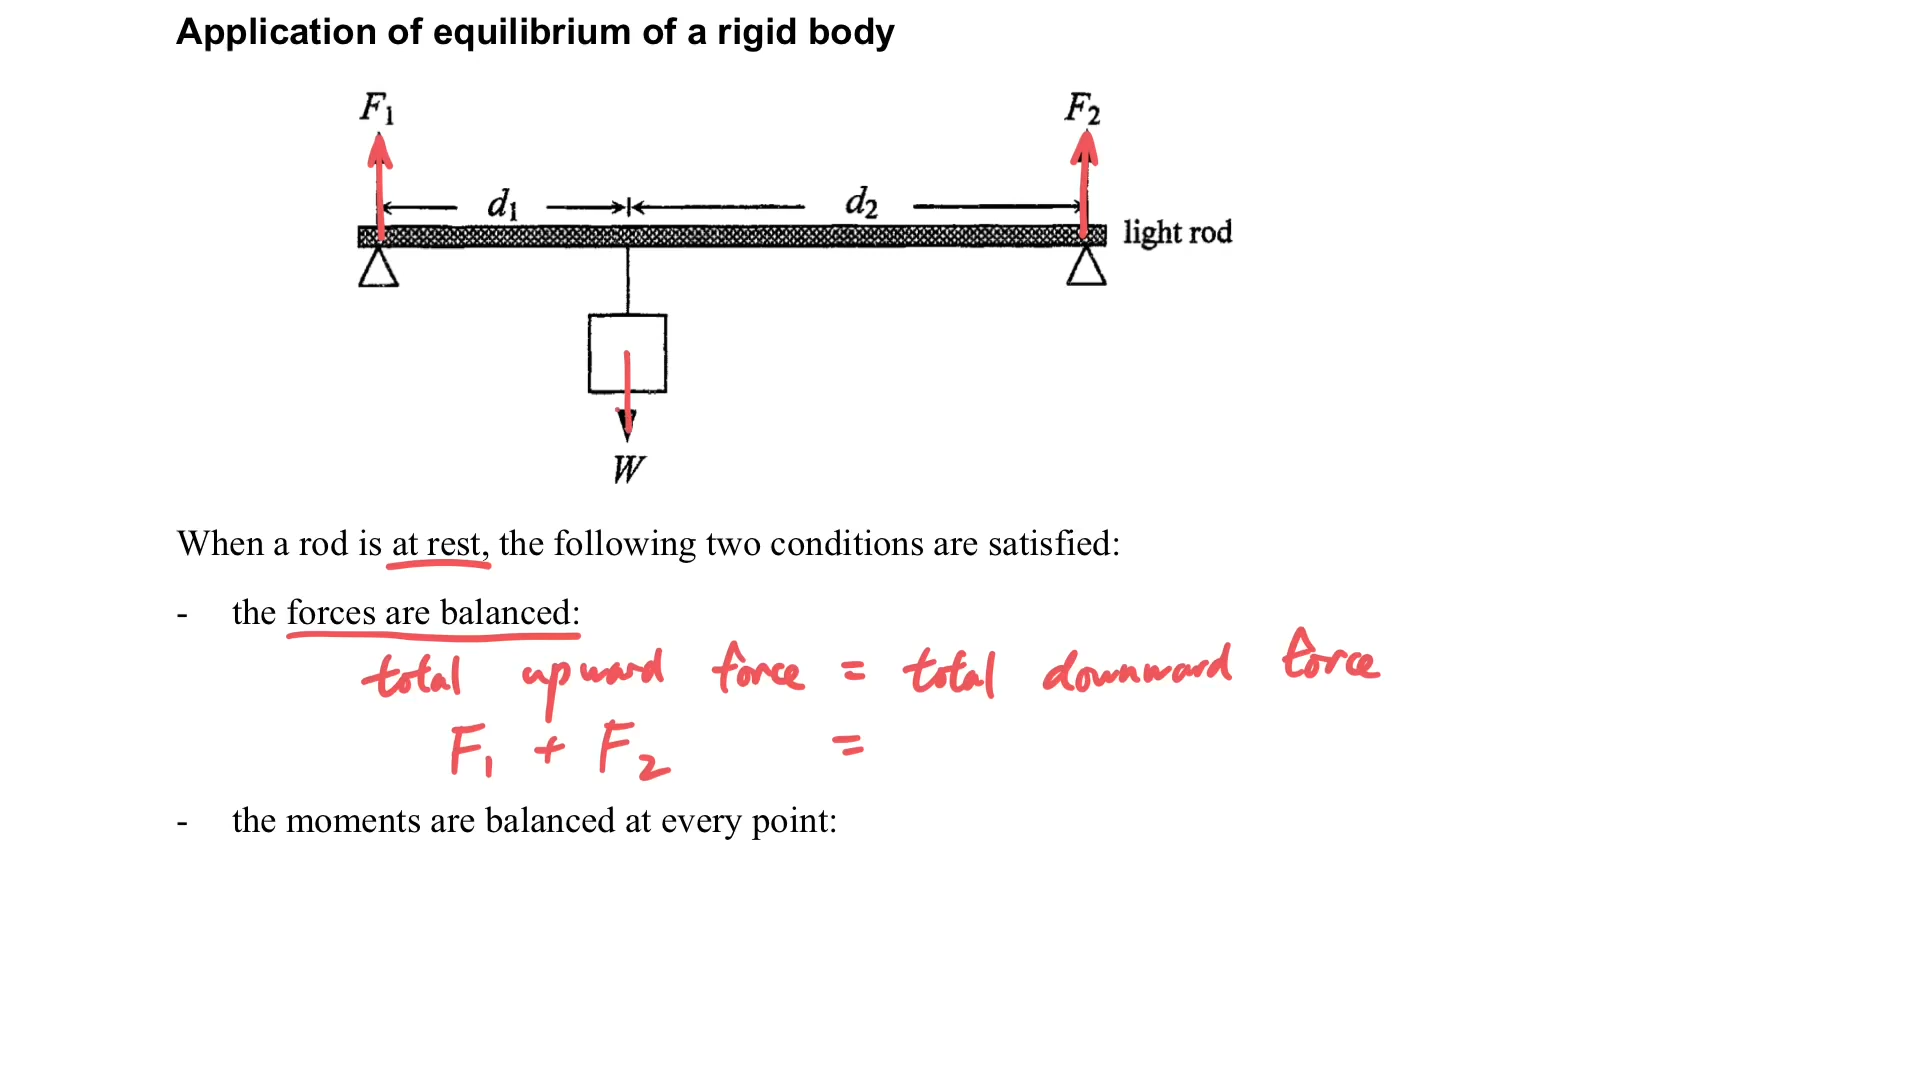 Application of equilibrium of a rigid body
F₁ F₂
d₁ d₂
light rod
W
When a rod is at rest, the following two conditions are satisfied:
- the forces are balanced:
total upward force = total downward force
F₁ + F₂ =
- the moments are balanced at every point: